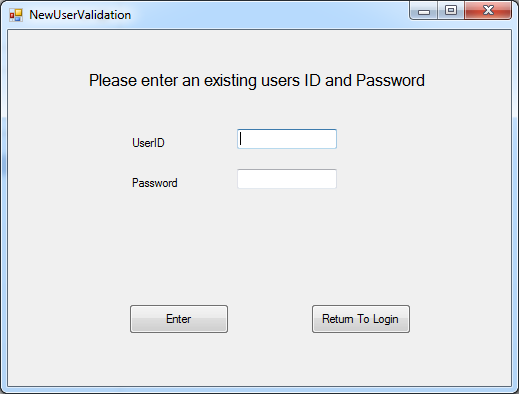 NewUserValidation
Please enter an existing users ID and Password
UserID
Password
Enter
Return To Login